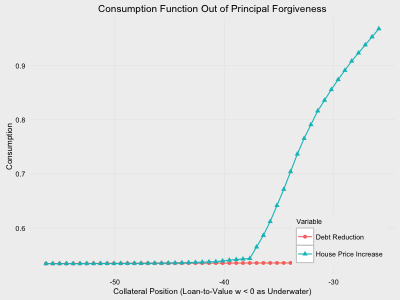 Consumption Function Out of Principal Forgiveness
Consumption
0.9
0.8
0.7
0.6
-50
-40
-30
Collateral Position (Loan-to-Value w < 0 as Underwater)
Variable
Debt Reduction
House Price Increase